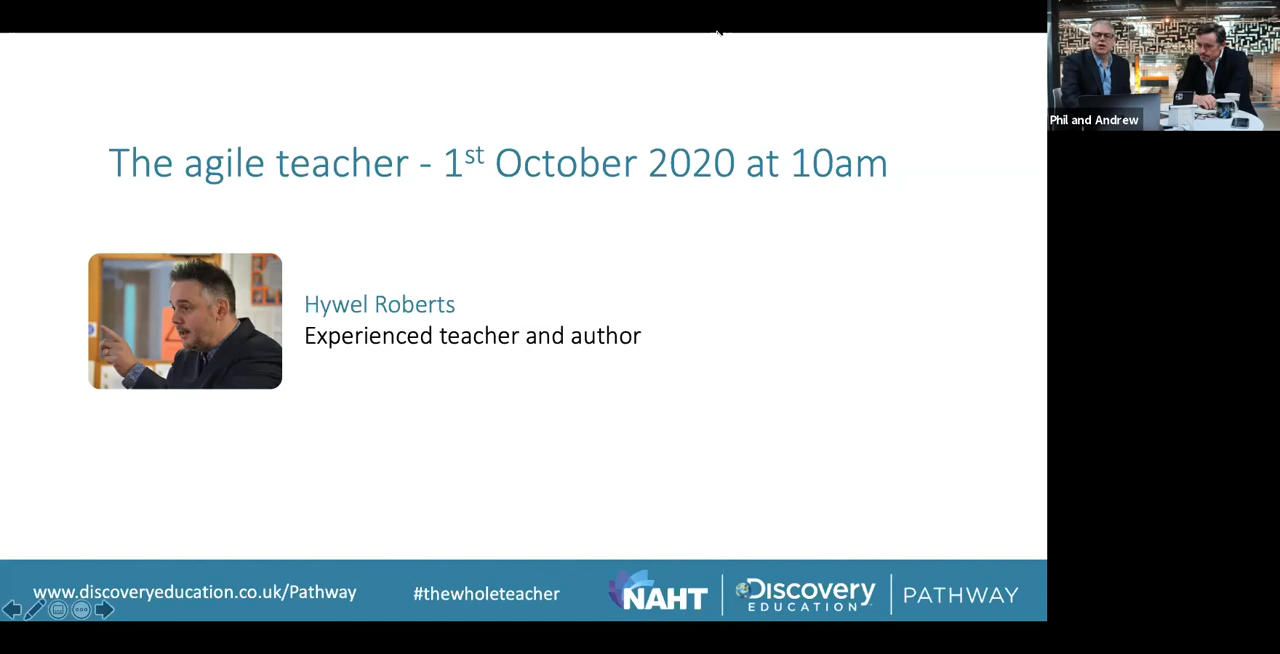 Phil and Andrew
The agile teacher - 1st October 2020 at 10am
Hywel Roberts
Experienced teacher and author
www.discoveryeducation.co.uk/Pathway
#thewholeteacher
NAHT
Discovery
EDUCATION
PATHWAY